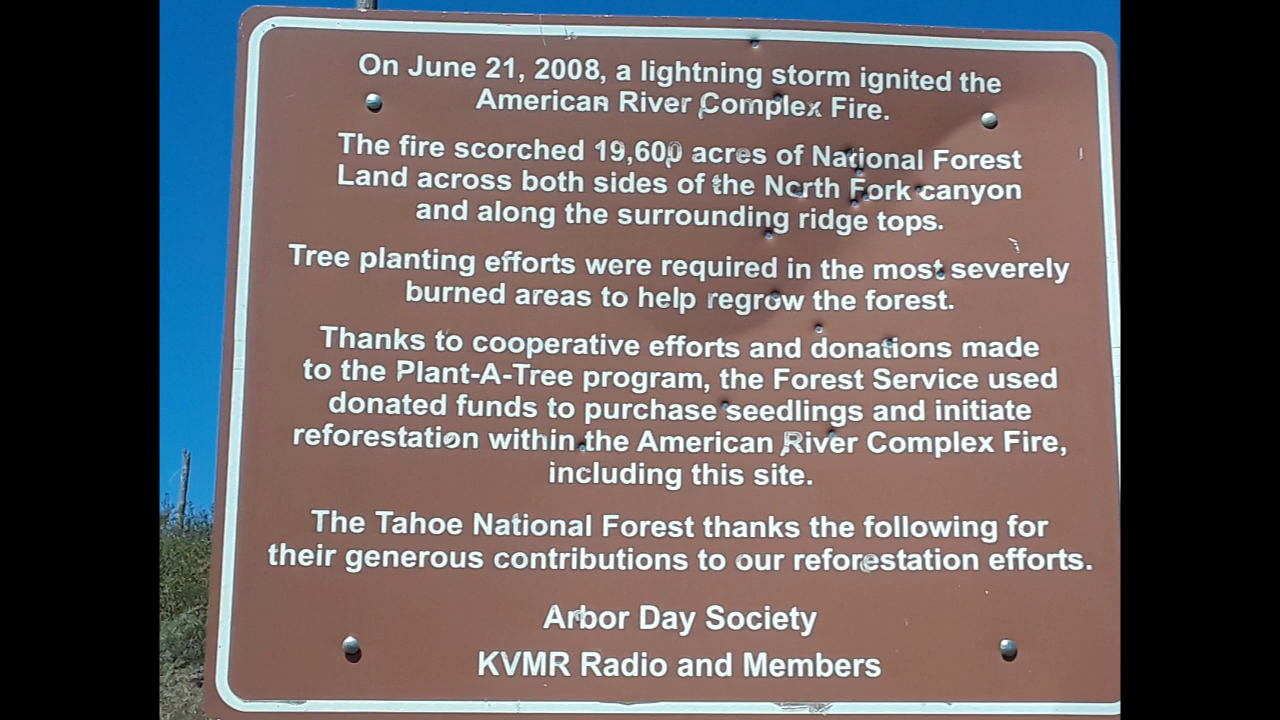 On June 21, 2008, a lightning storm ignited the
American River Complex Fire.
The fire scorched 19,600 acres of National Forest
Land across both sides of the North Fork canyon
and along the surrounding ridge tops.
Tree planting efforts were required in the most severely
burned areas to help regrow the forest.
Thanks to cooperative efforts and donations made
to the Plant-A-Tree program, the Forest Service used
donated funds to purchase seedlings and initiate
reforestation within the American River Complex Fire,
including this site.
The Tahoe National Forest thanks the following for
their generous contributions to our reforestation efforts.
Arbor Day Society
KVMR Radio and Members